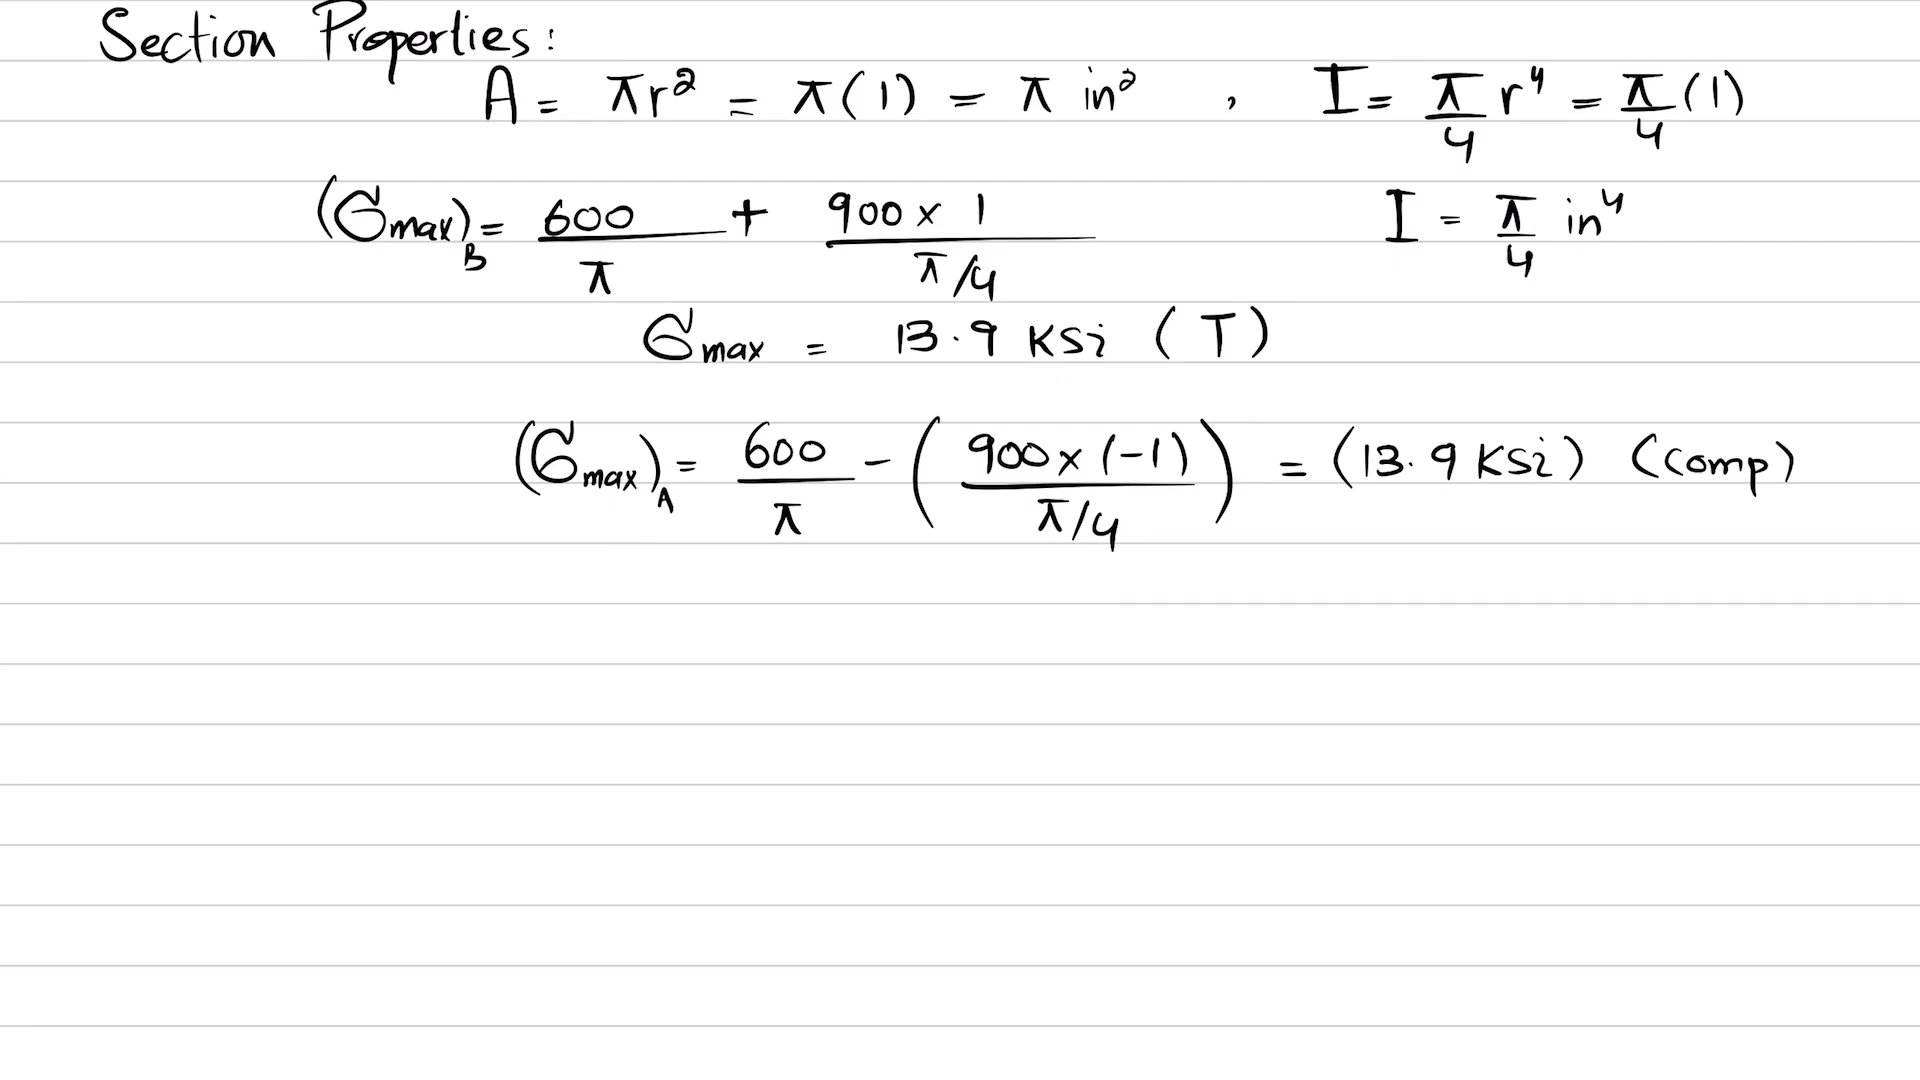 Section Properties:
A = πr² = π(1) = π in² , I = π/4 r⁴ = π/4 (1)
(σmax)B = 600/π + 900 x 1/π/4 I = π/4 in⁴
σmax = 13.9 Ksi (T)
(σmax)A = 600/π - (900 x (-1)/π/4) = (13.9 Ksi) (comp)